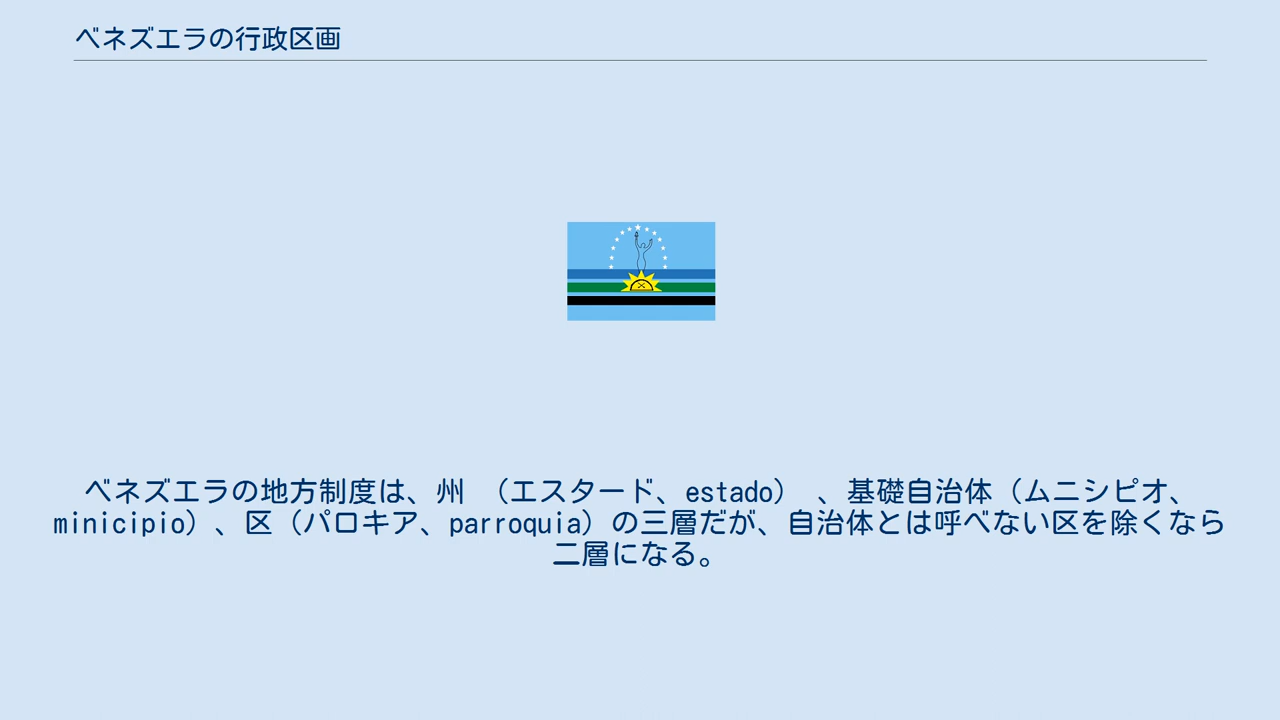 ベネズエラの行政区画
ベネズエラの地方制度は、州 （エスタード、estado） 、基礎自治体（ムニシピオ、
minicipio）、区（パロキア、parroquia）の三層だが、自治体とは呼べない区を除くなら
二層になる。